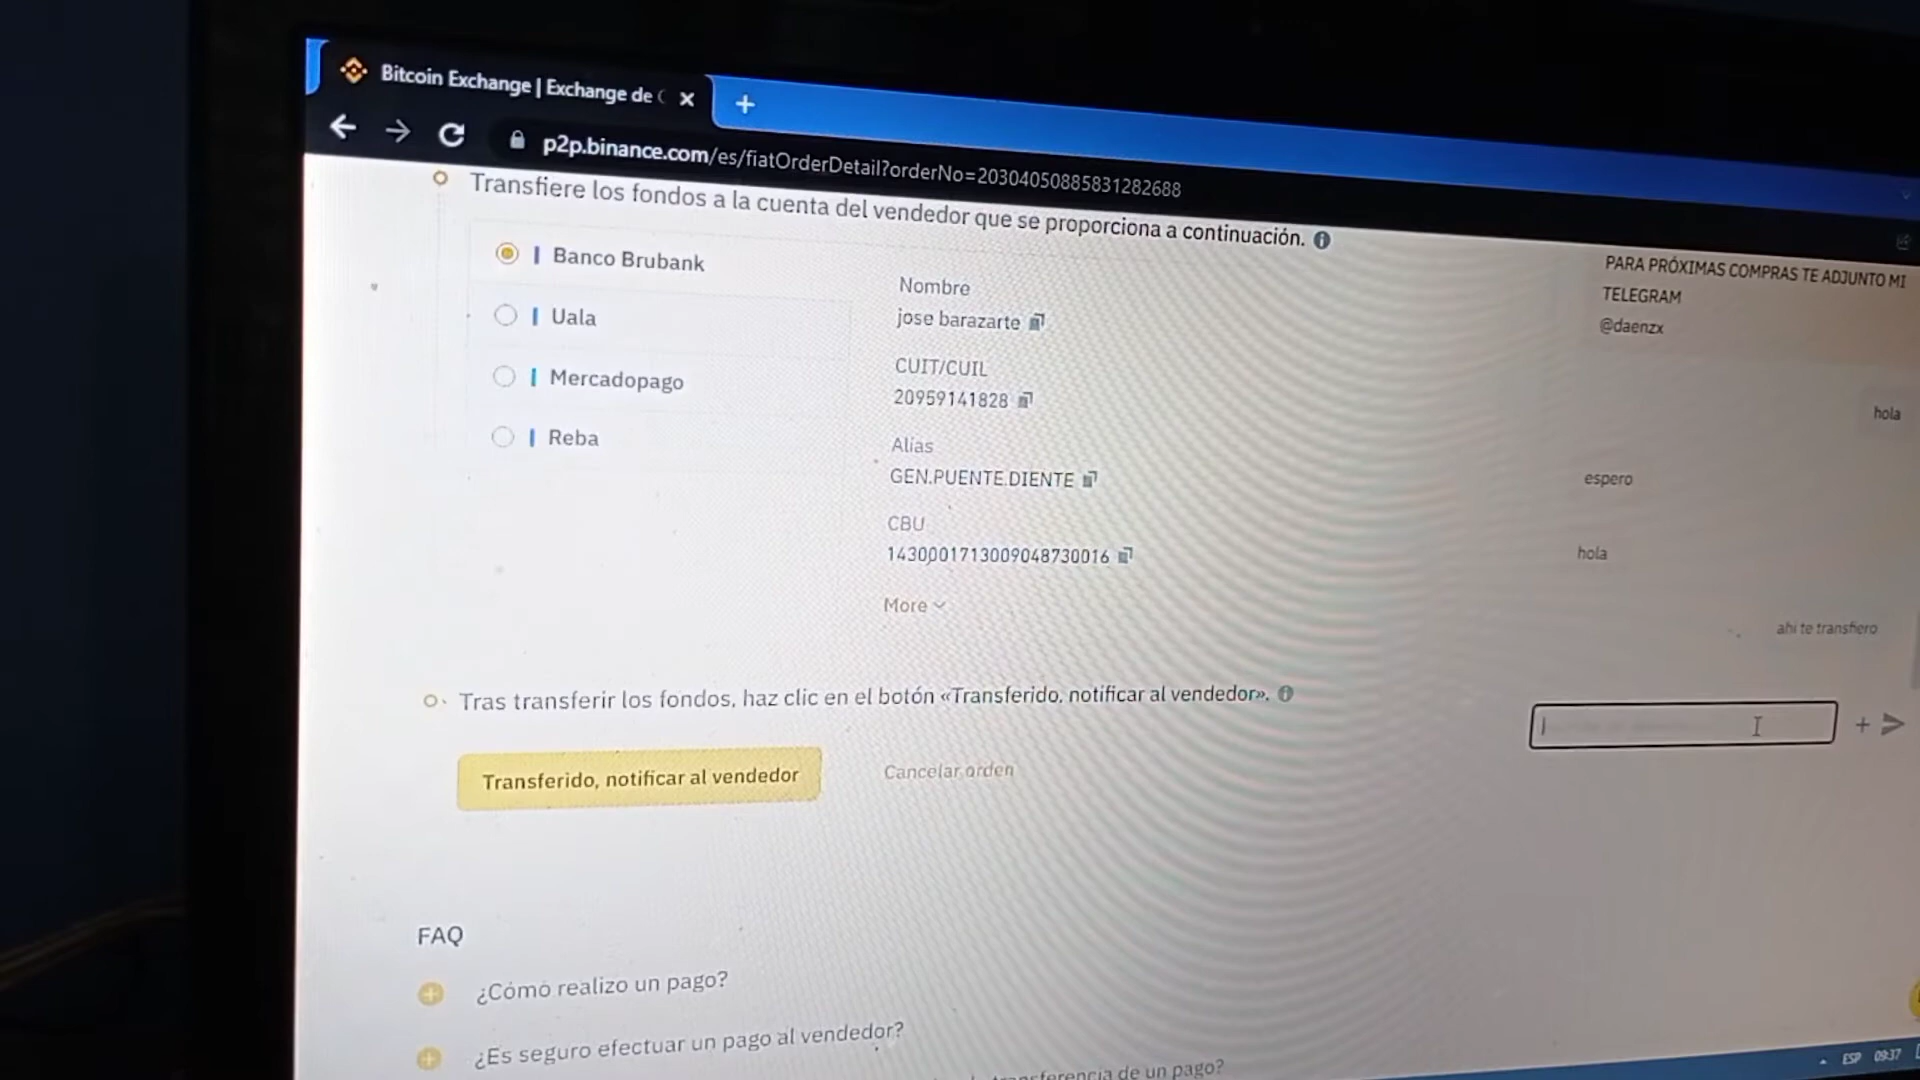 Bitcoin Exchange | Exchange de
p2p.binance.com/es/fiatOrderDetail?orderNo=20304050885831282688
Transfiere los fondos a la cuenta del vendedor que se proporciona a continuación.
Banco Brubank
Uala
Mercadopago
Reba
Nombre
jose barazarte
CUIT/CUIL
20959141828
Alias
GEN.PUENTE.DIENTE
CBU
1430001713009048730016
More
PARA PRÓXIMAS COMPRAS TE ADJUNTO MI
TELEGRAM
@daenzx
hola
espero
hola
ahi te transfiero
Tras transferir los fondos, haz clic en el botón «Transferido, notificar al vendedor».
Transferido, notificar al vendedor
Cancelar orden
FAQ
¿Cómo realizo un pago?
¿Es seguro efectuar un pago al vendedor?
de un pago?
ESP 09:37